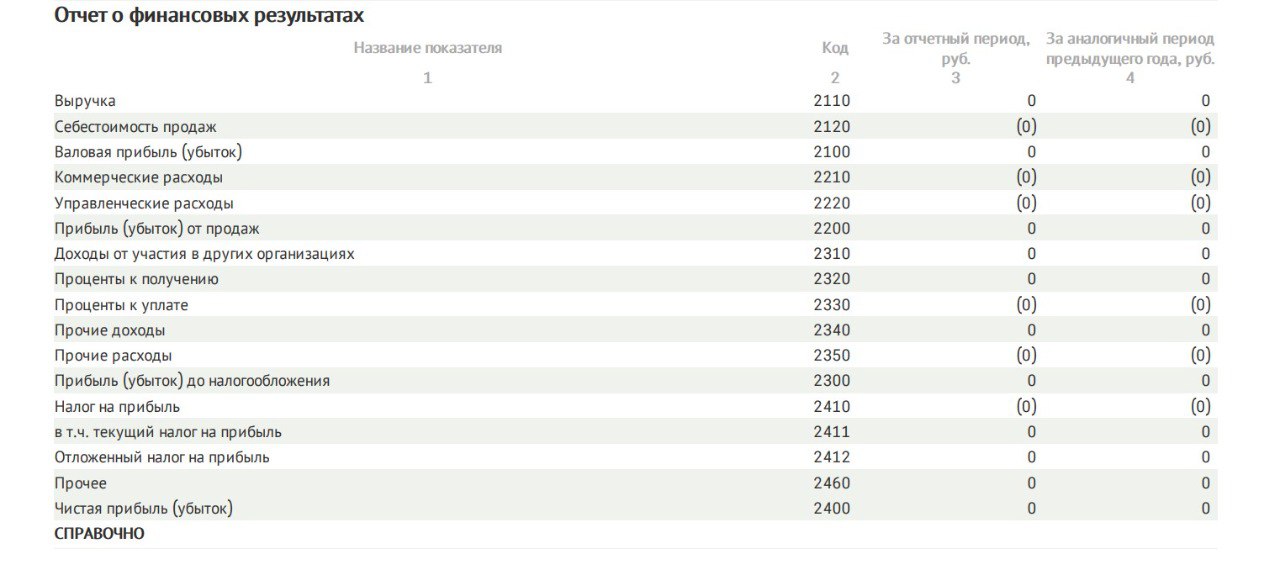 Отчет о финансовых результатах
Название показателя Код За отчетный период, руб. За аналогичный период предыдущего года, руб.
1 2 3 4
Выручка 2110 0 0
Себестоимость продаж 2120 (0) (0)
Валовая прибыль (убыток) 2100 0 0
Коммерческие расходы 2210 (0) (0)
Управленческие расходы 2220 (0) (0)
Прибыль (убыток) от продаж 2200 0 0
Доходы от участия в других организациях 2310 0 0
Проценты к получению 2320 0 0
Проценты к уплате 2330 (0) (0)
Прочие доходы 2340 0 0
Прочие расходы 2350 (0) (0)
Прибыль (убыток) до налогообложения 2300 0 0
Налог на прибыль 2410 (0) (0)
в т.ч. текущий налог на прибыль 2411 0 0
Отложенный налог на прибыль 2412 0 0
Прочее 2460 0 0
Чистая прибыль (убыток) 2400 0 0
СПРАВОЧНО